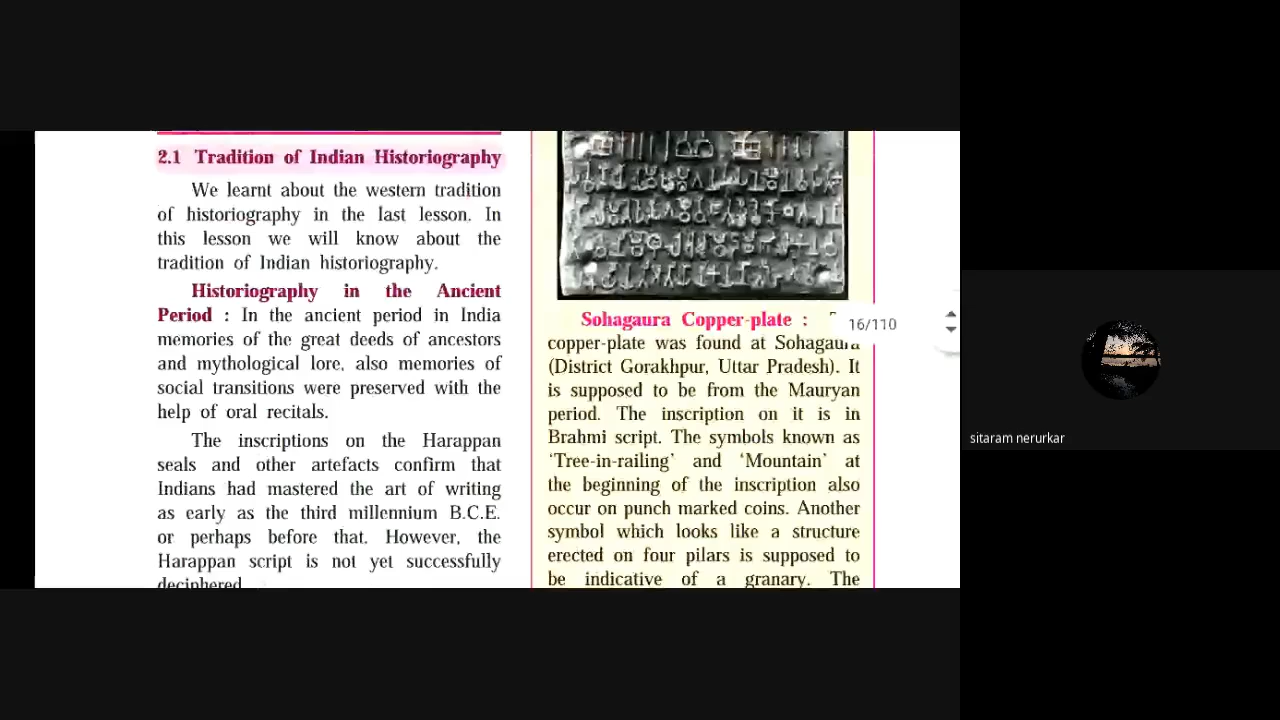 2.1 Tradition of Indian Historiography
We learnt about the western tradition
of historiography in the last lesson. In
this lesson we will know about the
tradition of Indian historiography.
Historiography in the Ancient
Period : In the ancient period in India
memories of the great deeds of ancestors
and mythological lore, also memories of
social transitions were preserved with the
help of oral recitals.
The inscriptions on the Harappan
seals and other artefacts confirm that
Indians had mastered the art of writing
as early as the third millennium B.C.E.
or perhaps before that. However, the
Harappan script is not yet successfully
deciphered
Sohagaura Copper-plate :
copper-plate was found at Sohagaura
(District Gorakhpur, Uttar Pradesh). It
is supposed to be from the Mauryan
period. The inscription on it is in
Brahmi script. The symbols known as
‘Tree-in-railing’ and ‘Mountain’ at
the beginning of the inscription also
occur on punch marked coins. Another
symbol which looks like a structure
erected on four pilars is supposed to
be indicative of a granary. The
16/110
sitaram nerurkar